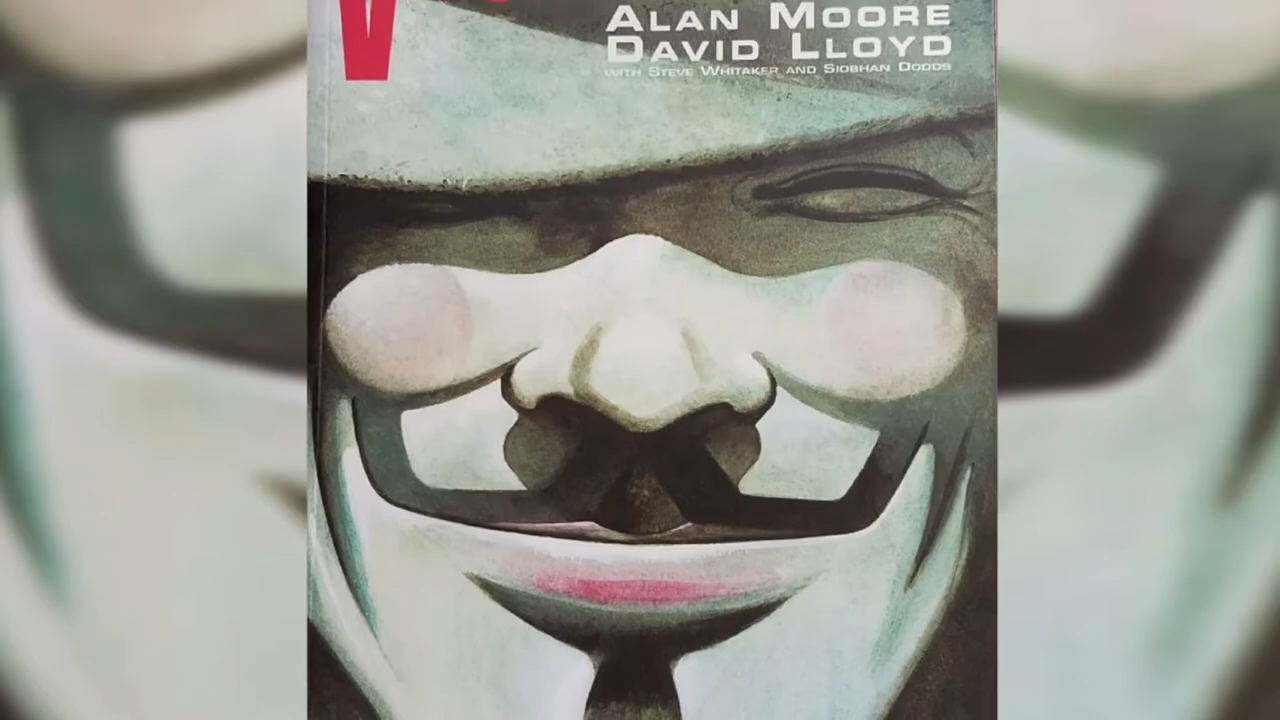 V
ALAN MOORE
DAVID LLOYD
WITH STEVE WHITAKER AND SIOBHAN DODDS